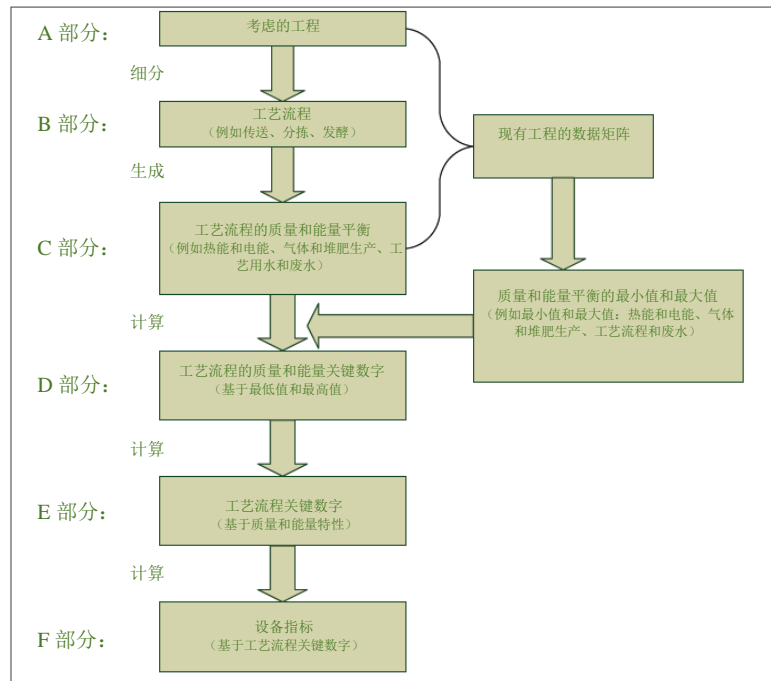 A 部分：
考虑的工程
细分
B 部分：
工艺流程
（例如传送、分拣、发酵）
现有工程的数据矩阵
生成
C 部分：
工艺流程的质量和能量平衡
（例如热能和电能、气体和堆肥生产、工
艺用水和废水）
质量和能量平衡的最小值和最大值
（例如最小值和最大值：热能和电能、气体
和堆肥生产、工艺流程和废水）
计算
D 部分：
工艺流程的质量和能量关键数字
（基于最低值和最高值）
计算
E 部分：
工艺流程关键数字
（基于质量和能量特性）
计算
F 部分：
设备指标
（基于工艺流程关键数字）